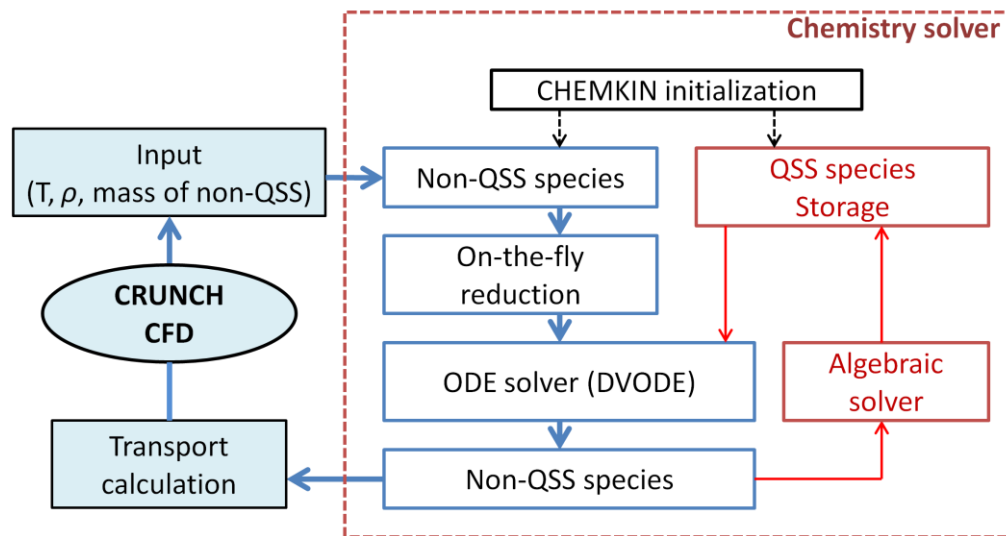 Chemistry solver
CHEMKIN initialization
Input
(T, ρ, mass of non-QSS)
Non-QSS species
QSS species
Storage
On-the-fly
reduction
CRUNCH
CFD
ODE solver (DVODE)
Algebraic
solver
Transport
calculation
Non-QSS species